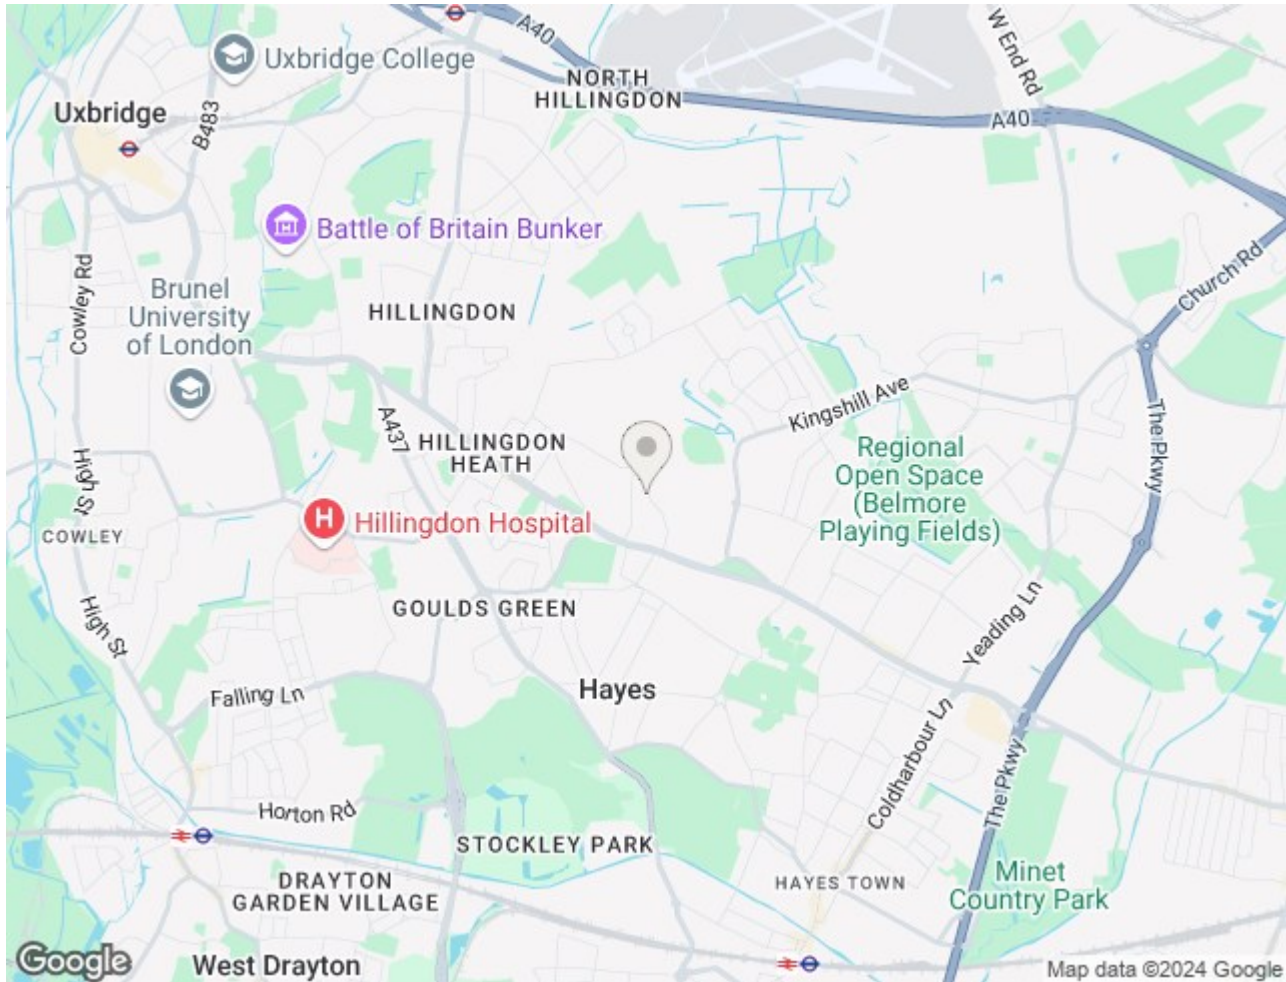 A40
W End Rd
Uxbridge College
NORTH
HILLINGDON
Uxbridge
B483
A40
Battle of Britain Bunker
Church Rd
Cowley Rd
Brunel
University
of London
HILLINGDON
Kingshill Ave
A437
The Pkwy
HILLINGDON
HEATH
Regional
Open Space
(Belmore
Playing Fields)
High St
H
Hillingdon Hospital
COWLEY
GOULDS GREEN
High St
Yeading Ln
Hayes
Falling Ln
Coldharbour Ln
The Pkwy
Horton Rd
STOCKLEY PARK
DRAYTON
GARDEN VILLAGE
HAYES TOWN
Minet
Country Park
West Drayton
Google
Map data ©2024 Google